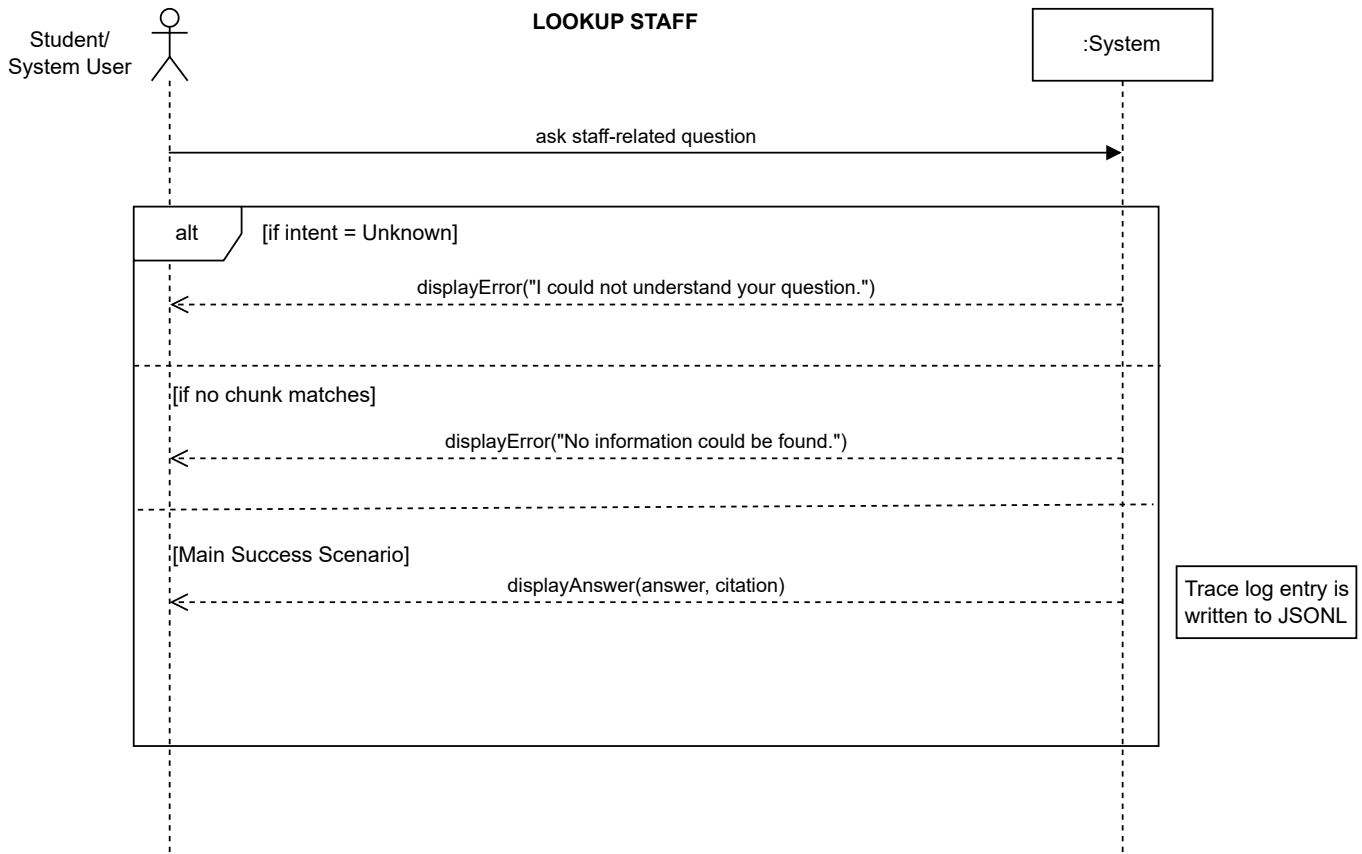 LOOKUP STAFF
Student/
System User
:System
ask staff-related question
alt
[if intent = Unknown]
displayError("I could not understand your question.")
[if no chunk matches]
displayError("No information could be found.")
[Main Success Scenario]
displayAnswer(answer, citation)
Trace log entry is
written to JSONL